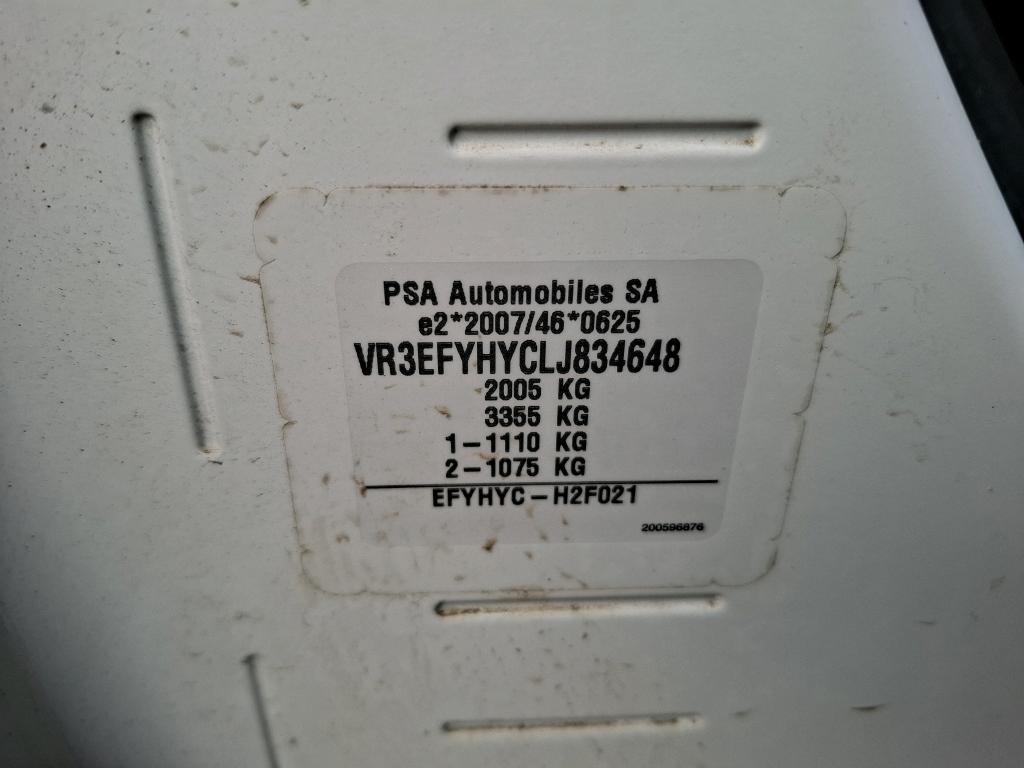 PSA Automobiles SA
e2*2007/46*0625
VR3EFYHYCLJ834648
2005 KG
3355 KG
1-1110 KG
2-1075 KG
EFYHYC-H2F021
200596876